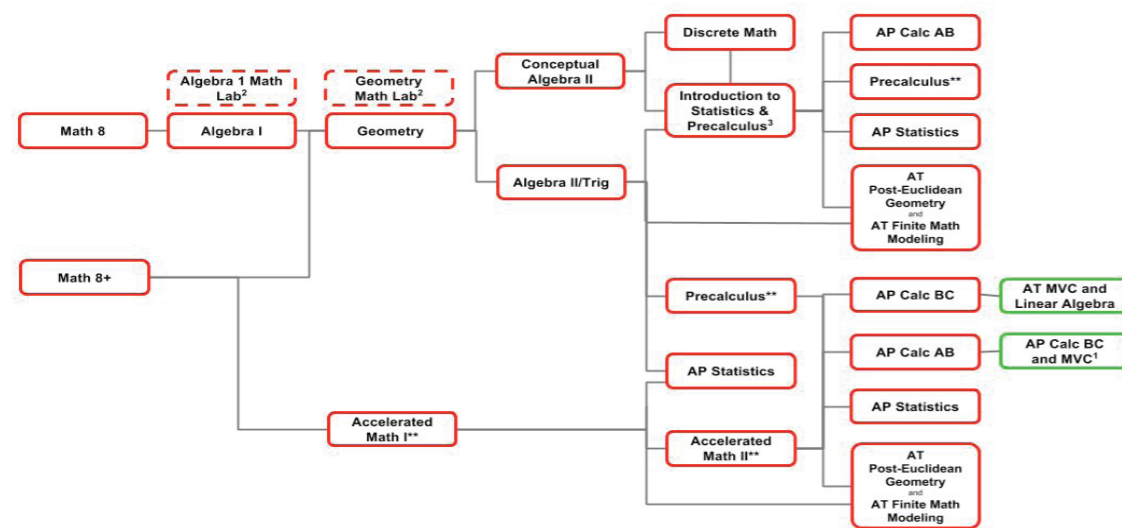 Discrete Math
AP Calc AB
Conceptual
Algebra II
Algebra 1 Math
Lab²
Geometry
Math Lab²
Precalculus**
Introduction to
Statistics &
Precalculus³
Math 8
Algebra I
Geometry
AP Statistics
Algebra II/Trig
AT
Post-Euclidean
Geometry
and
AT Finite Math
Modeling
Math 8+
Precalculus**
AP Calc BC
AT MVC and
Linear Algebra
AP Calc AB
AP Calc BC
and MVC¹
AP Statistics
AP Statistics
Accelerated
Math I**
Accelerated
Math II**
AT
Post-Euclidean
Geometry
and
AT Finite Math
Modeling